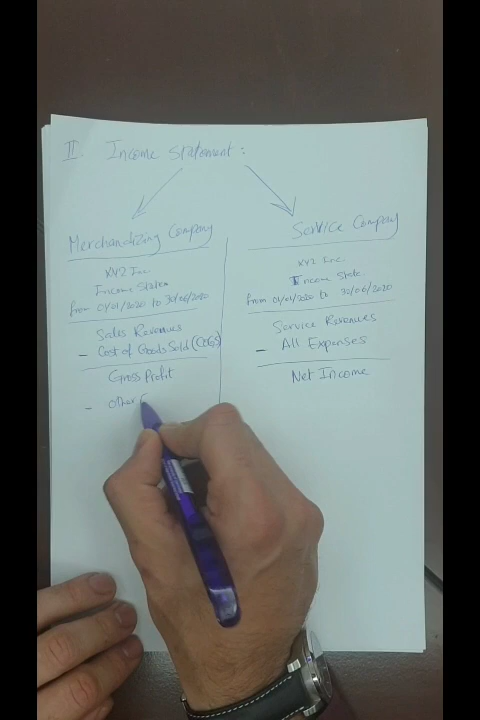 II. Income Statement:
Merchandizing Company
XYZ Inc
Income State
from 01/01/2020 to 30/06/2020
Sales Revenues
- Cost of Goods Sold (COGS)
Gross Profit
- Other
Service Company
XYZ Inc
Income State
from 01/01/2020 to 30/06/2020
Service Revenues
- All Expenses
Net Income